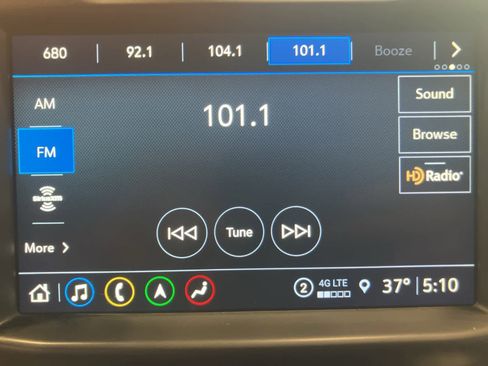 680 92.1 104.1 101.1 Booze
AM
101.1
Sound
FM
Browse
HD Radio
SiriusXM
Tune
More
2 4G LTE 37° 5:10